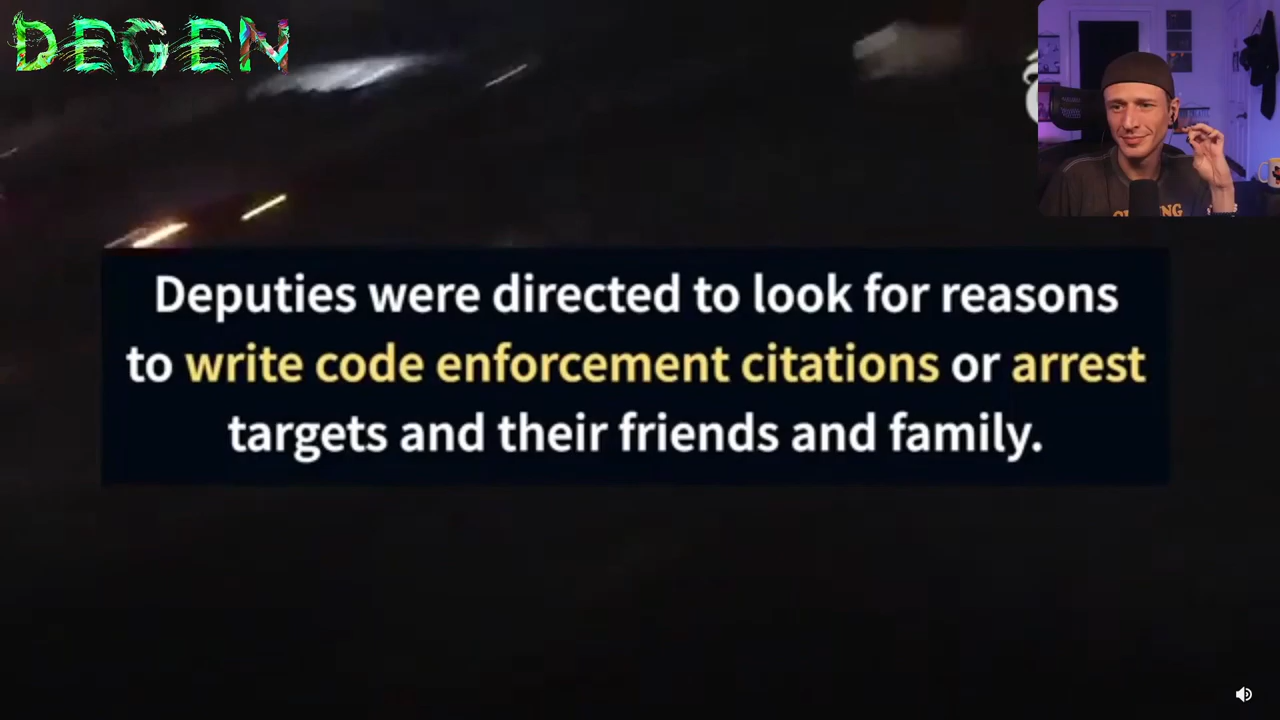 DEGEN
Deputies were directed to look for reasons
to write code enforcement citations or arrest
targets and their friends and family.